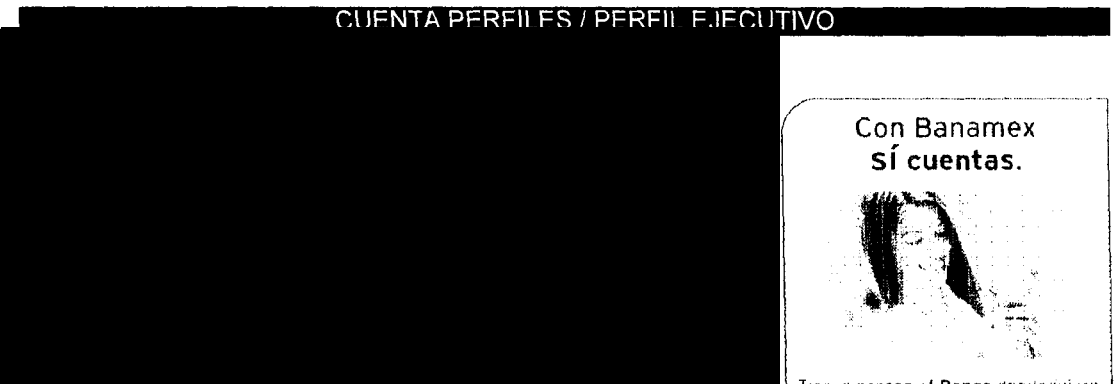 CUENTA PERFILES / PERFIL EJECUTIVO
Con Banamex
sí cuentas.